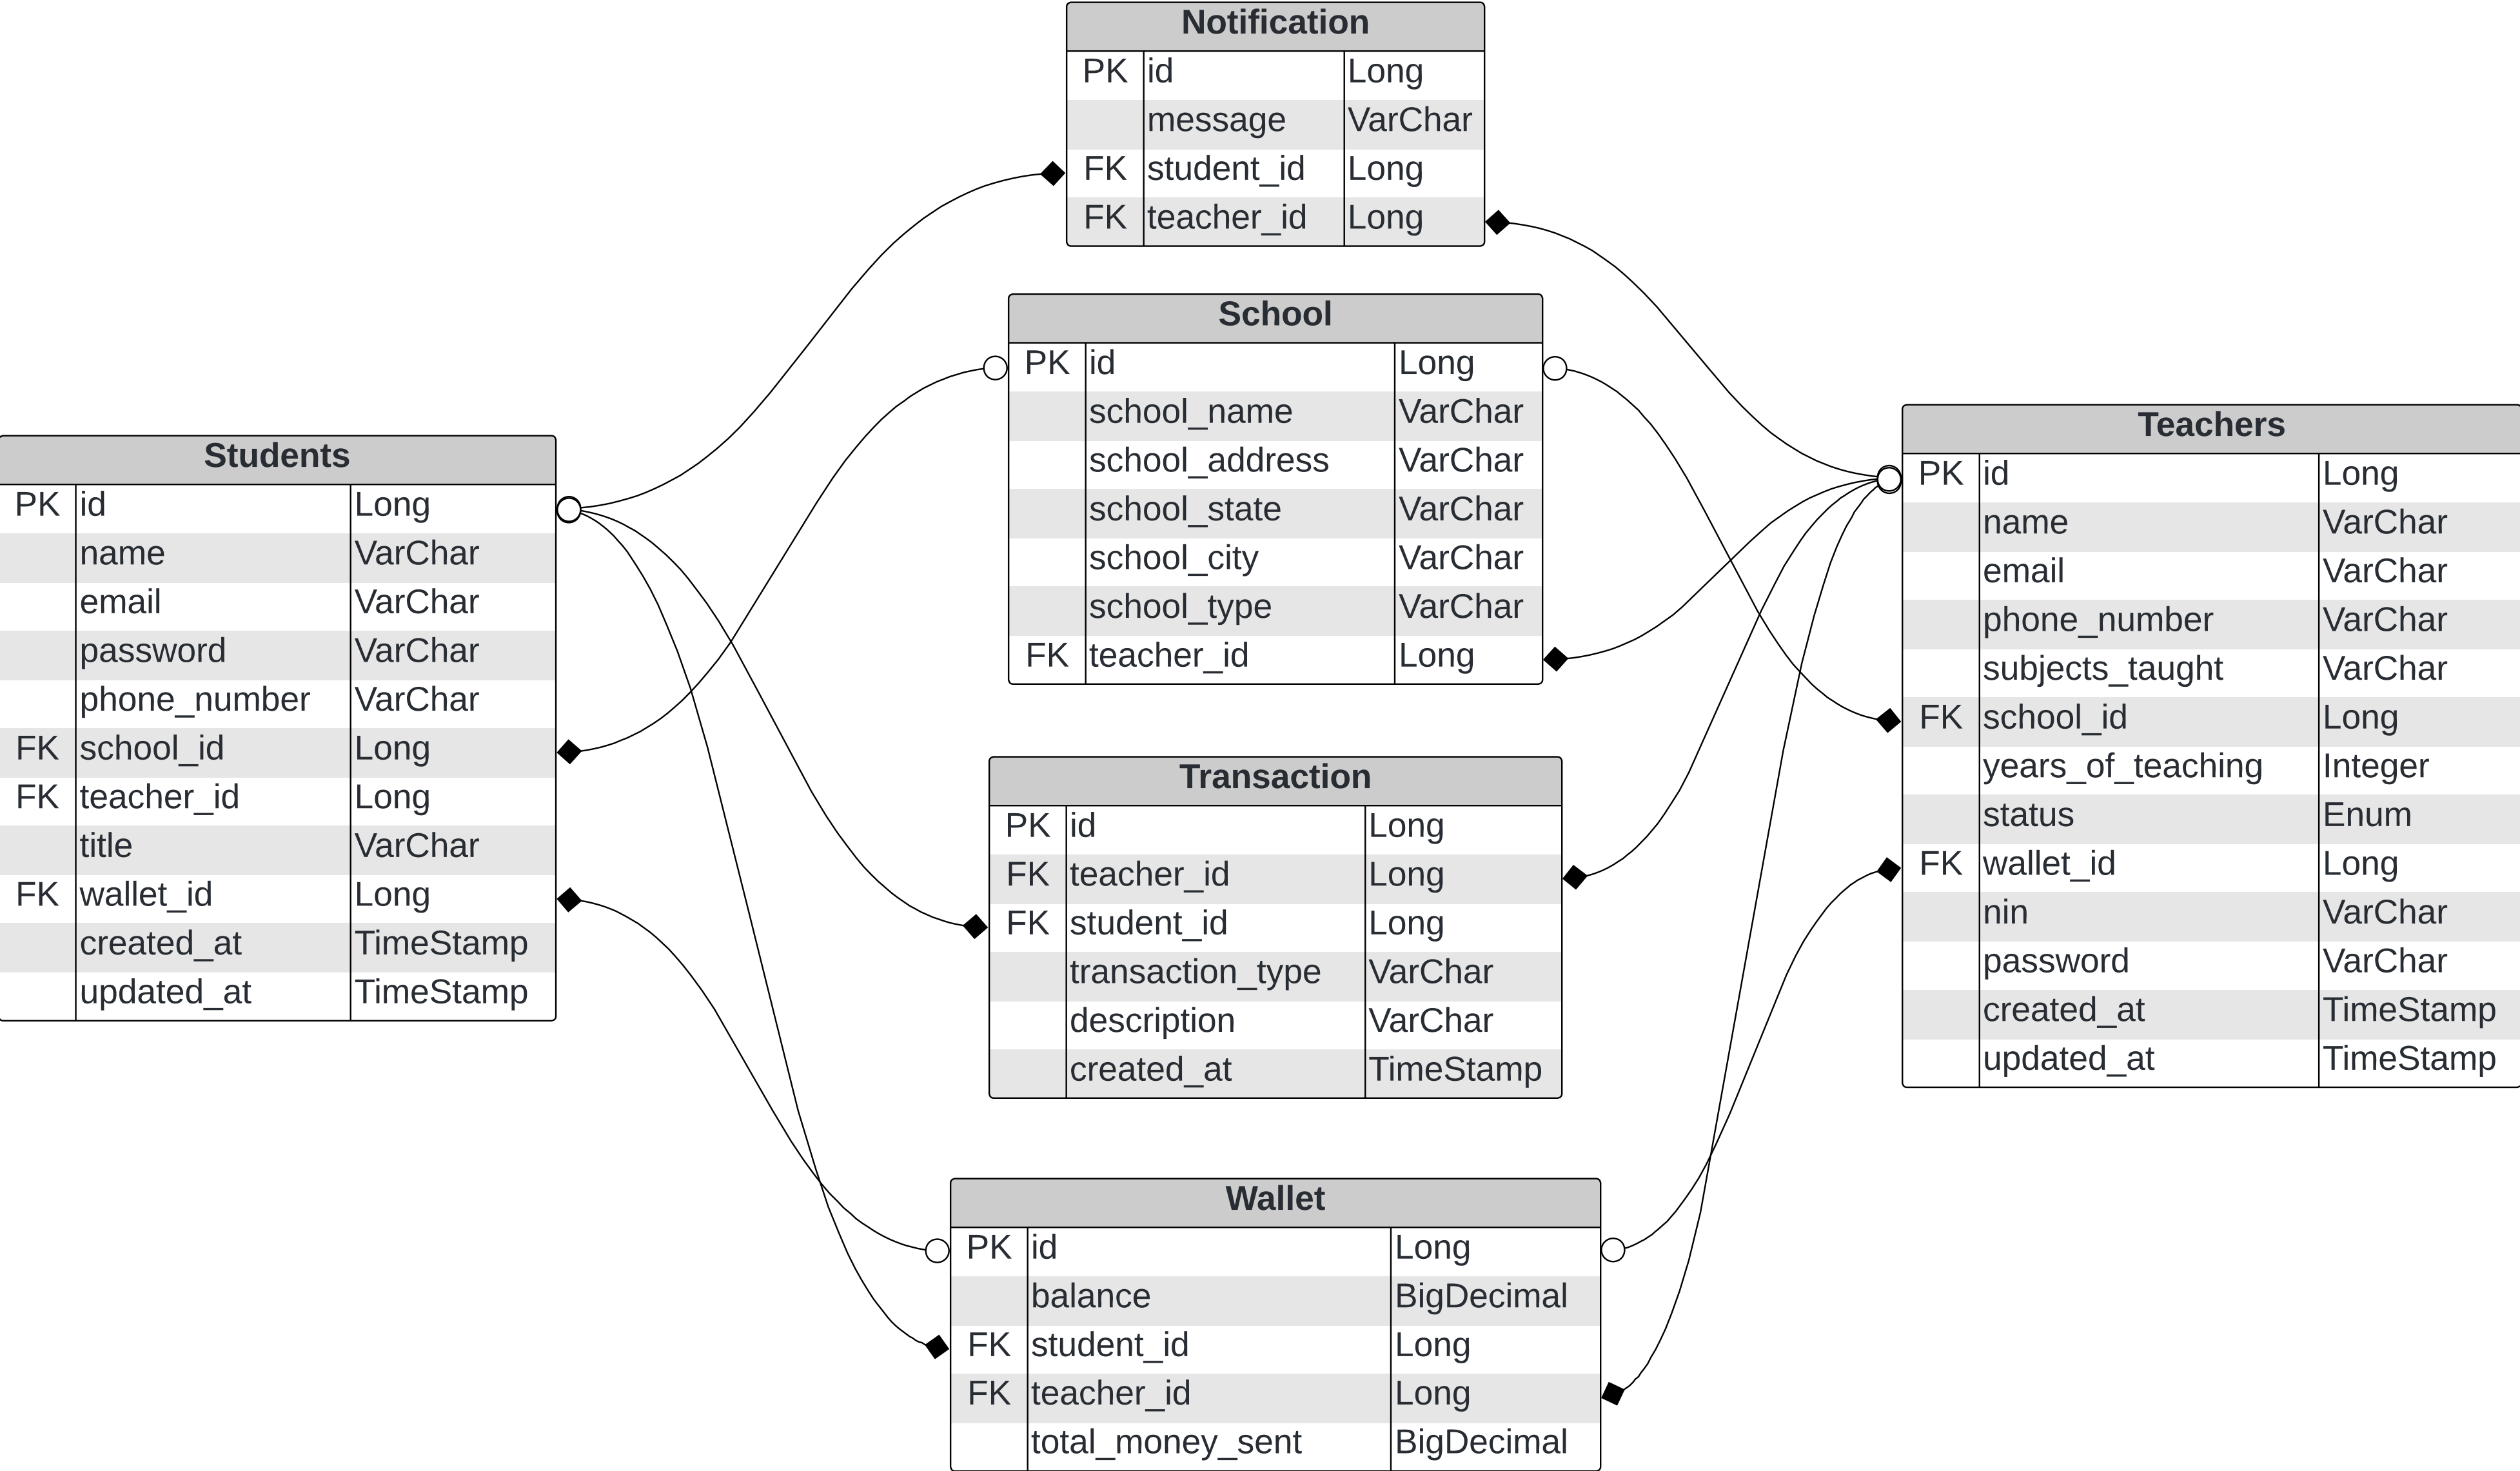 Notification
PK id Long
message VarChar
FK student_id Long
FK teacher_id Long
School
PK id Long
school_name VarChar
school_address VarChar
school_state VarChar
school_city VarChar
school_type VarChar
FK teacher_id Long
Students
PK id Long
name VarChar
email VarChar
password VarChar
phone_number VarChar
FK school_id Long
FK teacher_id Long
title VarChar
FK wallet_id Long
created_at TimeStamp
updated_at TimeStamp
Teachers
PK id Long
name VarChar
email VarChar
phone_number VarChar
subjects_taught VarChar
FK school_id Long
years_of_teaching Integer
status Enum
FK wallet_id Long
nin VarChar
password VarChar
created_at TimeStamp
updated_at TimeStamp
Transaction
PK id Long
FK teacher_id Long
FK student_id Long
transaction_type VarChar
description VarChar
created_at TimeStamp
Wallet
PK id Long
balance BigDecimal
FK student_id Long
FK teacher_id Long
total_money_sent BigDecimal